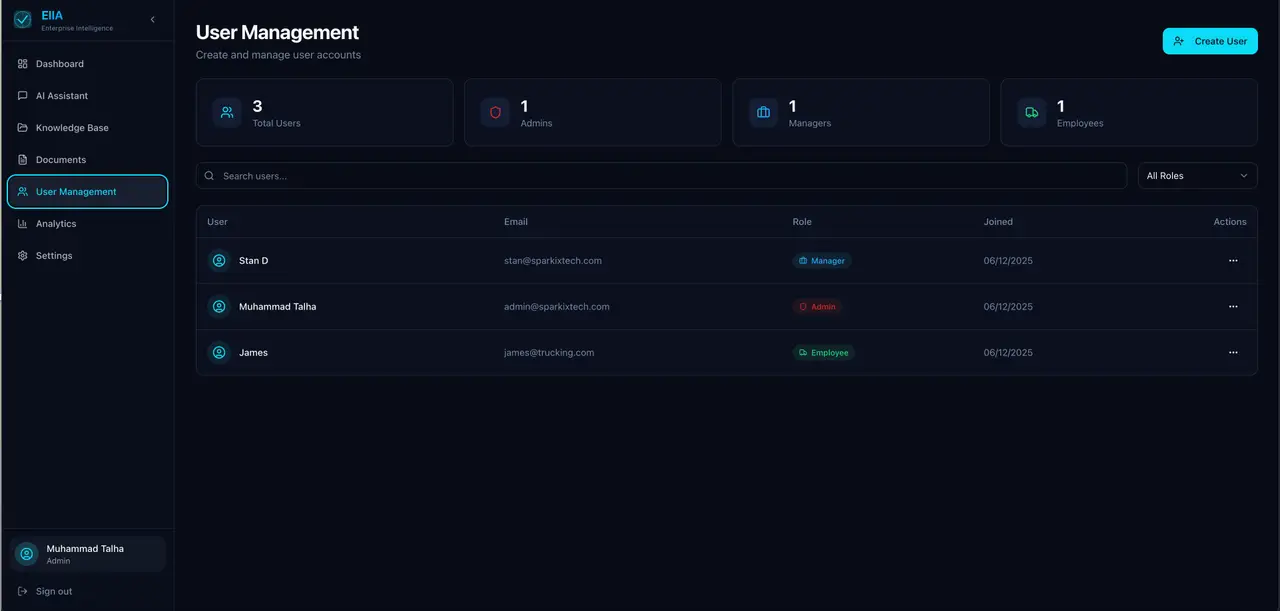 EIIA
Enterprise Intelligence
Dashboard
AI Assistant
Knowledge Base
Documents
User Management
Analytics
Settings
Muhammad Talha
Admin
Sign out
User Management
Create and manage user accounts
Create User
3
Total Users
1
Admins
1
Managers
1
Employees
Search users...
All Roles
User Email Role Joined Actions
Stan D stan@sparkixtech.com Manager 06/12/2025
Muhammad Talha admin@sparkixtech.com Admin 06/12/2025
James james@trucking.com Employee 06/12/2025